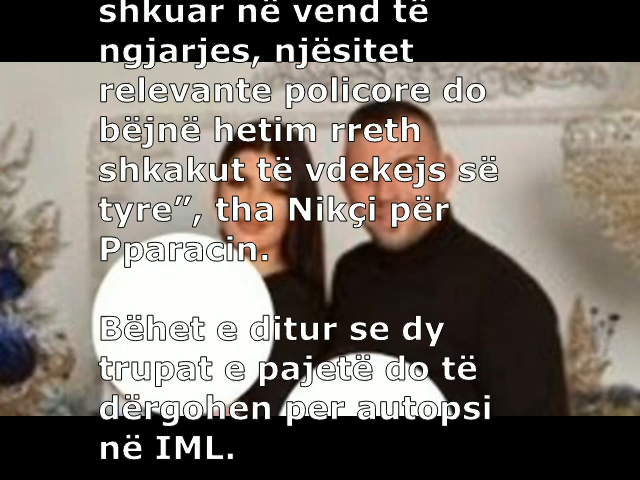 shkuar në vend të
ngjarjes, njësitet
relevante policore do
bëjnë hetim rreth
shkakut të vdekejs së
tyre”, tha Nikçi për
Pparacin.
Bëhet e ditur se dy
trupat e pajetë do të
dërgohen per autopsi
në IML.